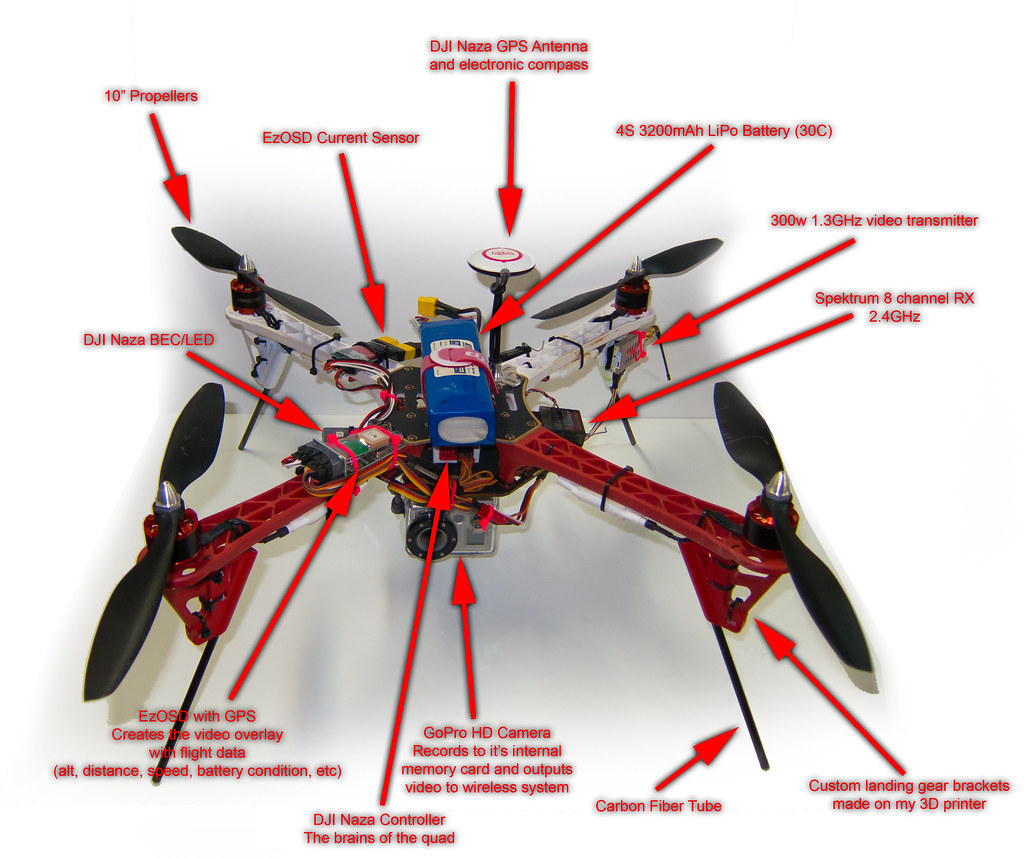 DJI Naza GPS Antenna
and electronic compass
10" Propellers
EzOSD Current Sensor
4S 3200mAh LiPo Battery (30C)
300w 1.3GHz video transmitter
Spektrum 8 channel RX
2.4GHz
DJI Naza BEC/LED
EzOSD with GPS
Creates the video overlay
with flight data
(alt, distance, speed, battery condition, etc)
GoPro HD Camera
Records to it's internal
memory card and outputs
video to wireless system
DJI Naza Controller
The brains of the quad
Carbon Fiber Tube
Custom landing gear brackets
made on my 3D printer